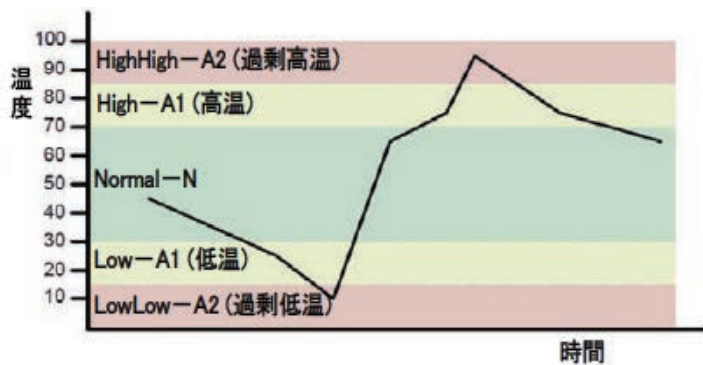 100
90
80
70
60
50
40
30
20
10
温度
HighHigh－A2 (過剰高温)
High－A1 (高温)
Normal－N
Low－A1 (低温)
LowLow－A2 (過剰低温)
時間